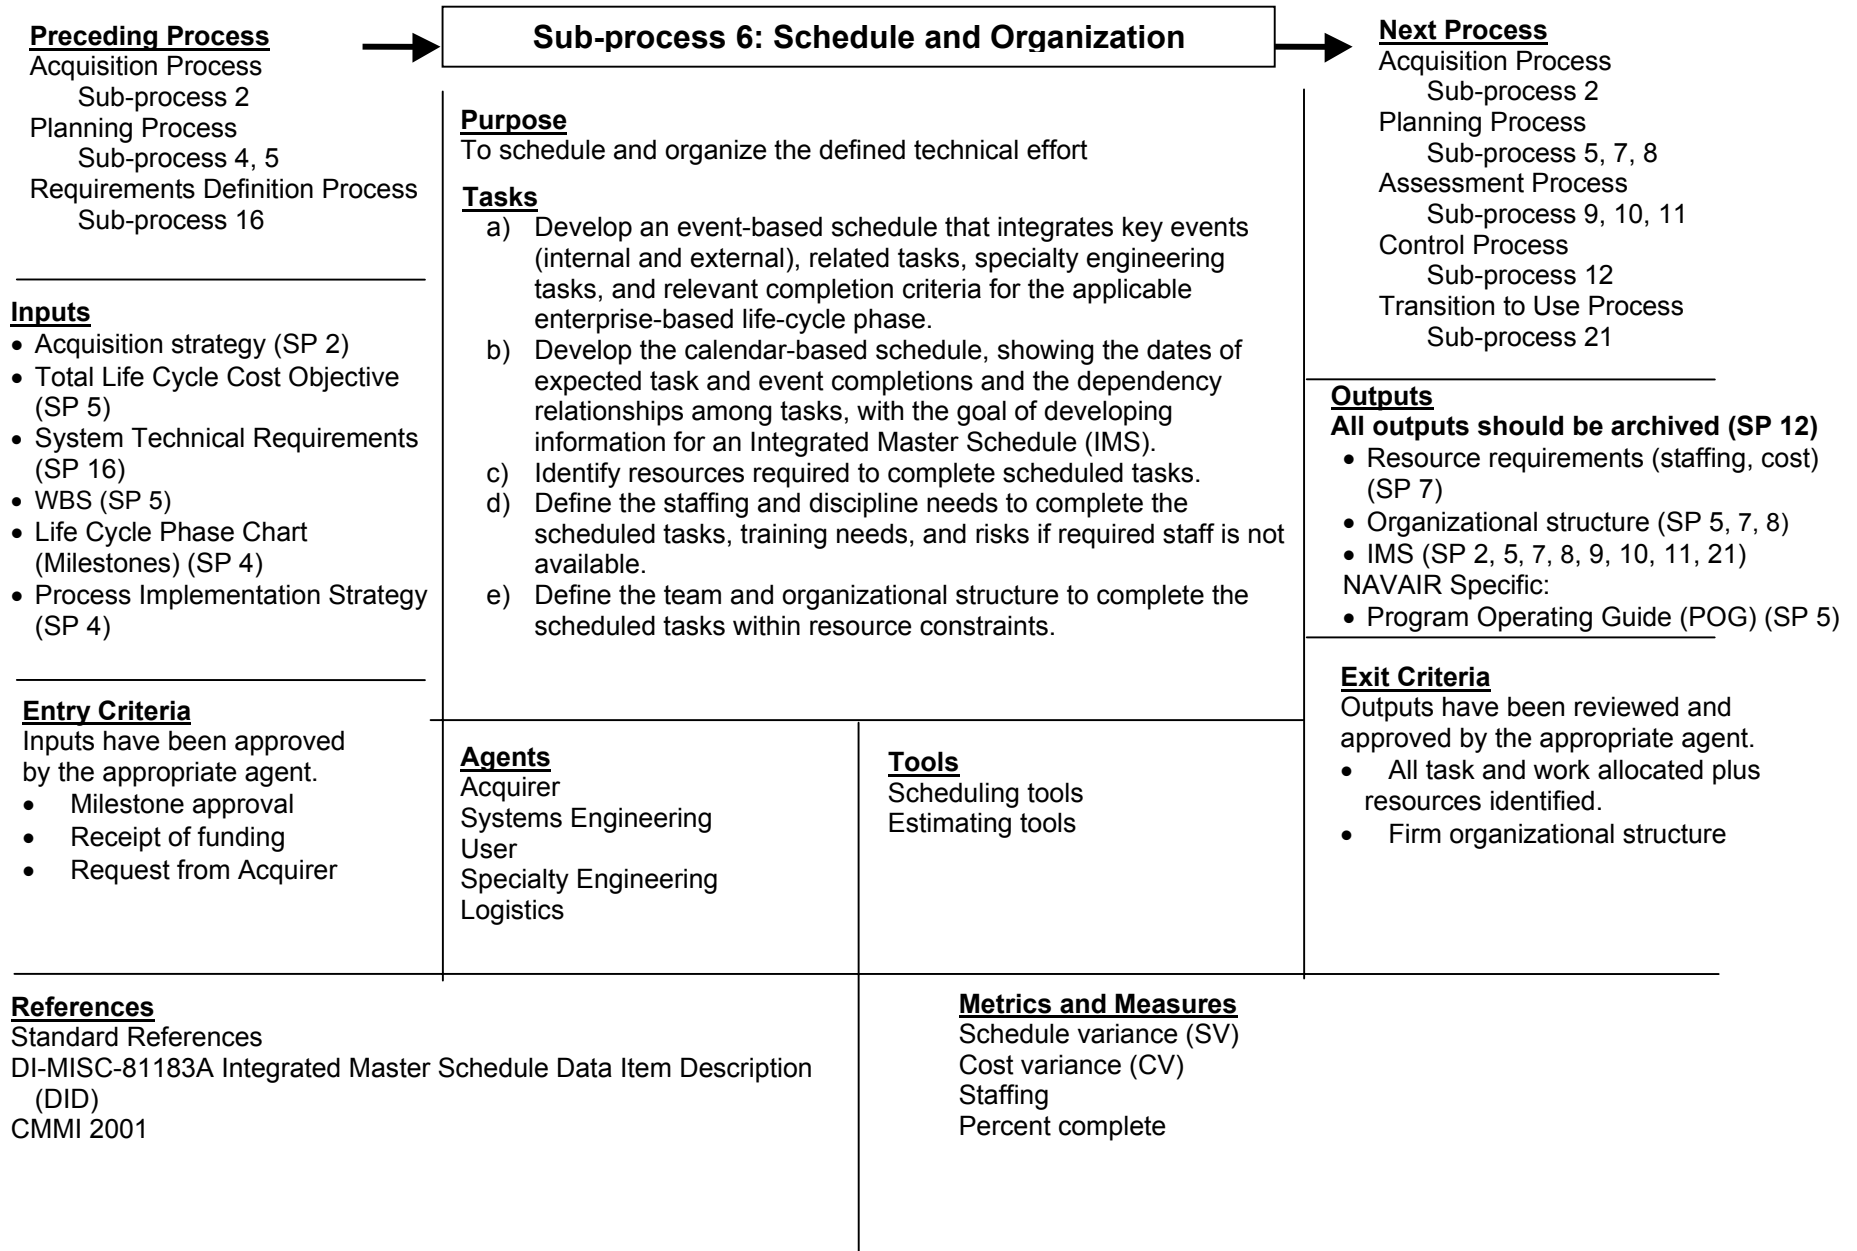 Preceding Process
Acquisition Process
Sub-process 2
Planning Process
Sub-process 4, 5
Requirements Definition Process
Sub-process 16
Inputs
• Acquisition strategy (SP 2)
• Total Life Cycle Cost Objective
(SP 5)
• System Technical Requirements
(SP 16)
• WBS (SP 5)
• Life Cycle Phase Chart
(Milestones) (SP 4)
• Process Implementation Strategy
(SP 4)
Entry Criteria
Inputs have been approved
by the appropriate agent.
• Milestone approval
• Receipt of funding
• Request from Acquirer
Sub-process 6: Schedule and Organization
Purpose
To schedule and organize the defined technical effort
Tasks
a) Develop an event-based schedule that integrates key events
(internal and external), related tasks, specialty engineering
tasks, and relevant completion criteria for the applicable
enterprise-based life-cycle phase.
b) Develop the calendar-based schedule, showing the dates of
expected task and event completions and the dependency
relationships among tasks, with the goal of developing
information for an Integrated Master Schedule (IMS).
c) Identify resources required to complete scheduled tasks.
d) Define the staffing and discipline needs to complete the
scheduled tasks, training needs, and risks if required staff is not
available.
e) Define the team and organizational structure to complete the
scheduled tasks within resource constraints.
Agents
Acquirer
Systems Engineering
User
Specialty Engineering
Logistics
Tools
Scheduling tools
Estimating tools
Next Process
Acquisition Process
Sub-process 2
Planning Process
Sub-process 5, 7, 8
Assessment Process
Sub-process 9, 10, 11
Control Process
Sub-process 12
Transition to Use Process
Sub-process 21
Outputs
All outputs should be archived (SP 12)
• Resource requirements (staffing, cost)
(SP 7)
• Organizational structure (SP 5, 7, 8)
• IMS (SP 2, 5, 7, 8, 9, 10, 11, 21)
NAVAIR Specific:
• Program Operating Guide (POG) (SP 5)
Exit Criteria
Outputs have been reviewed and
approved by the appropriate agent.
• All task and work allocated plus
resources identified.
• Firm organizational structure
References
Standard References
DI-MISC-81183A Integrated Master Schedule Data Item Description
(DID)
CMMI 2001
Metrics and Measures
Schedule variance (SV)
Cost variance (CV)
Staffing
Percent complete